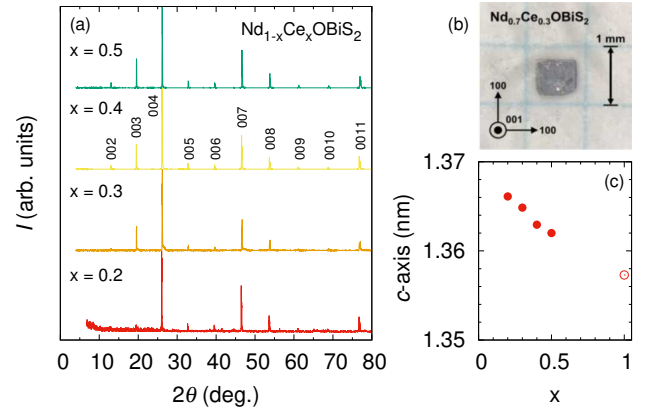 (a)
Nd1-xCexOBiS2
x = 0.5
x = 0.4
x = 0.3
x = 0.2
002
003
004
005
006
007
008
009
0010
0011
I (arb. units)
0 10 20 30 40 50 60 70 80
2θ (deg.)
(b)
Nd0.7Ce0.3OBiS2
1 mm
100
001
100
(c)
1.37
1.36
1.35
c-axis (nm)
0 0.5 1
x